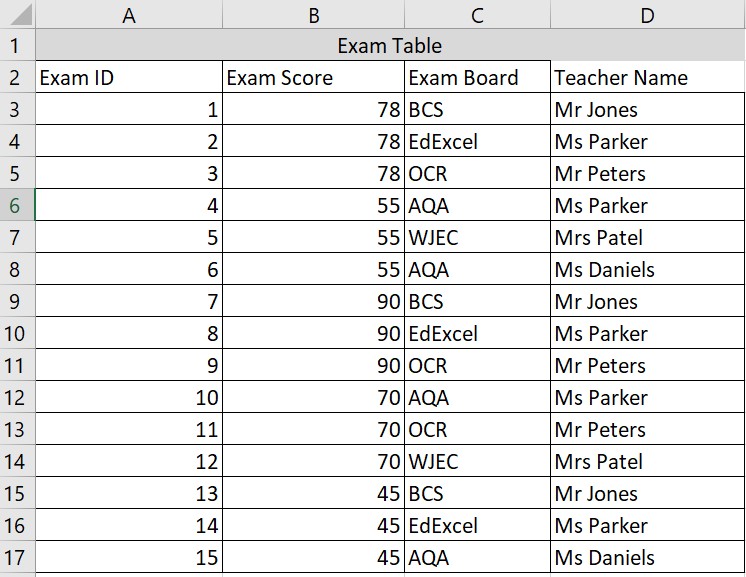 A B C D
1 Exam Table
2 Exam ID Exam Score Exam Board Teacher Name
3 1 78 BCS Mr Jones
4 2 78 EdExcel Ms Parker
5 3 78 OCR Mr Peters
6 4 55 AQA Ms Parker
7 5 55 WJEC Mrs Patel
8 6 55 AQA Ms Daniels
9 7 90 BCS Mr Jones
10 8 90 EdExcel Ms Parker
11 9 90 OCR Mr Peters
12 10 70 AQA Ms Parker
13 11 70 OCR Mr Peters
14 12 70 WJEC Mrs Patel
15 13 45 BCS Mr Jones
16 14 45 EdExcel Ms Parker
17 15 45 AQA Ms Daniels